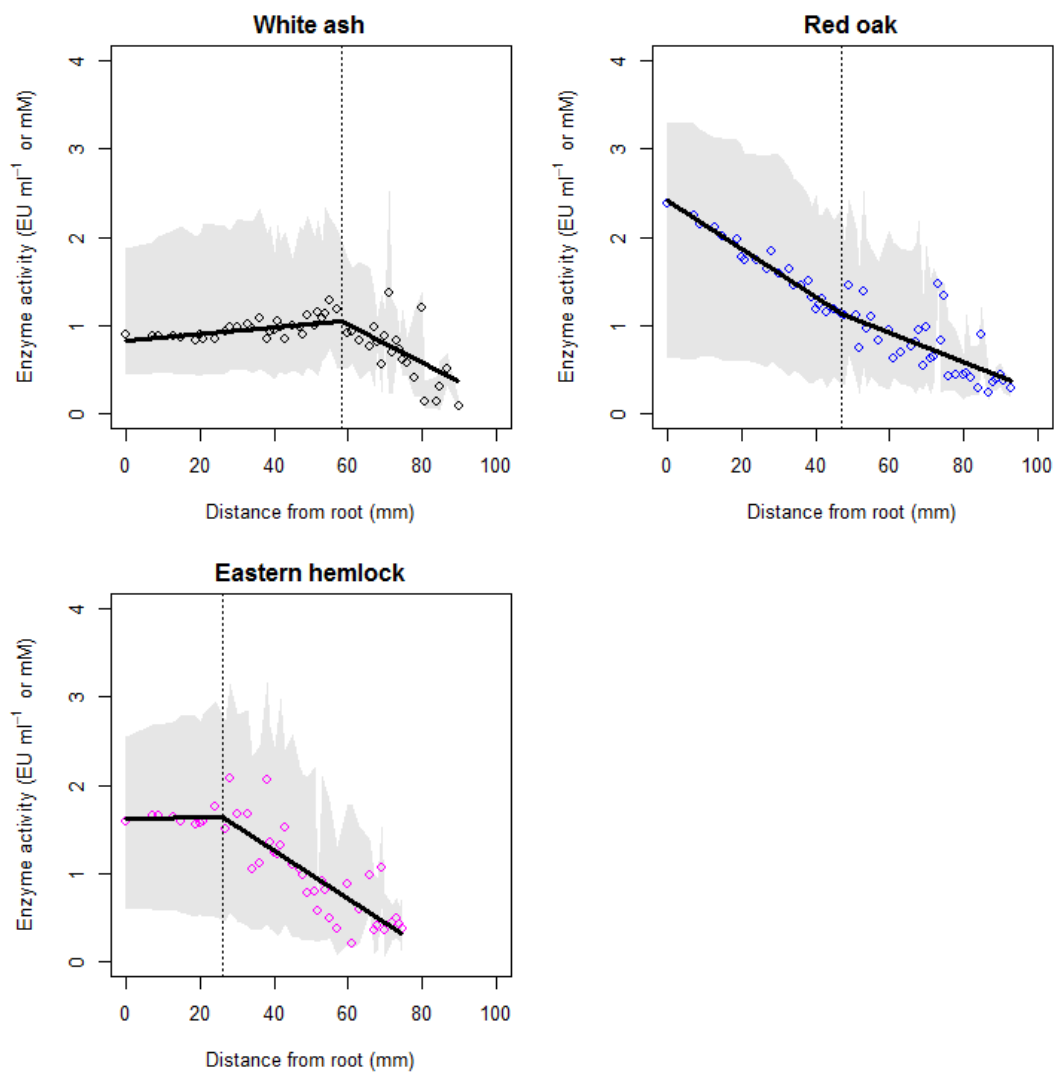 White ash
Enzyme activity (EU ml⁻¹ or mM)
4
3
2
1
0
0 20 40 60 80 100
Distance from root (mm)
Red oak
Enzyme activity (EU ml⁻¹ or mM)
4
3
2
1
0
0 20 40 60 80 100
Distance from root (mm)
Eastern hemlock
Enzyme activity (EU ml⁻¹ or mM)
4
3
2
1
0
0 20 40 60 80 100
Distance from root (mm)